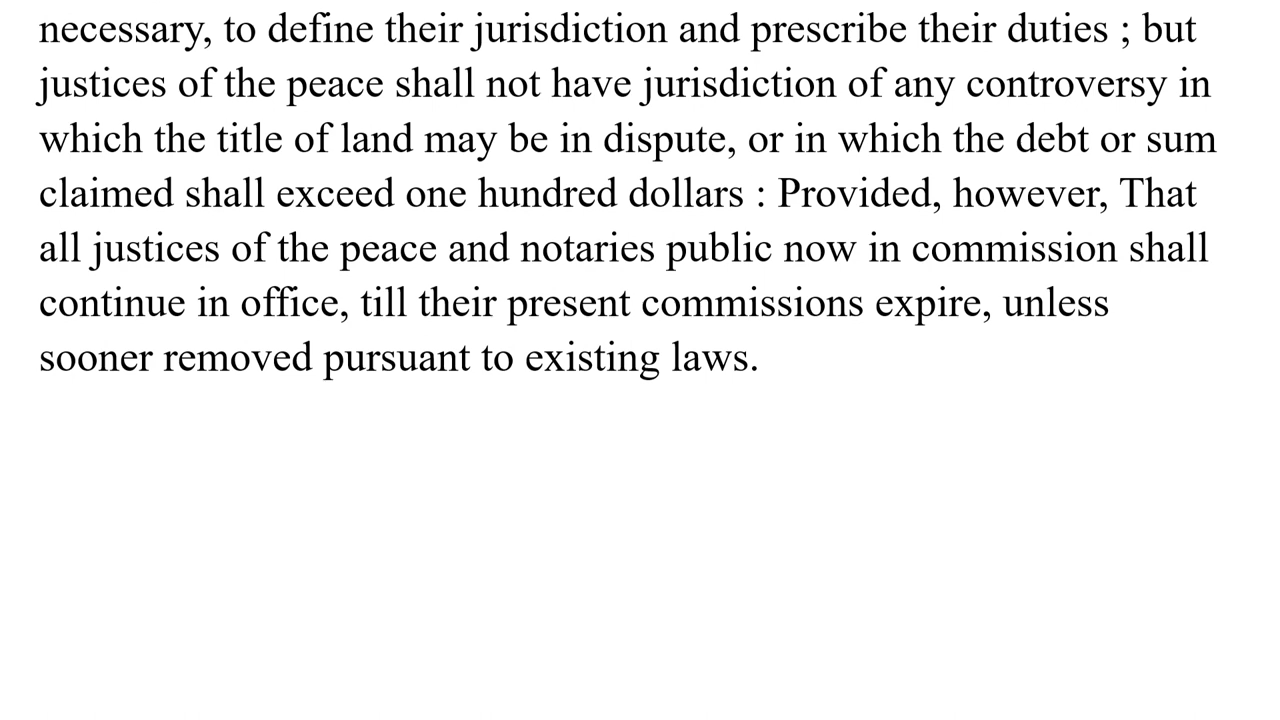 necessary, to define their jurisdiction and prescribe their duties ; but
justices of the peace shall not have jurisdiction of any controversy in
which the title of land may be in dispute, or in which the debt or sum
claimed shall exceed one hundred dollars : Provided, however, That
all justices of the peace and notaries public now in commission shall
continue in office, till their present commissions expire, unless
sooner removed pursuant to existing laws.